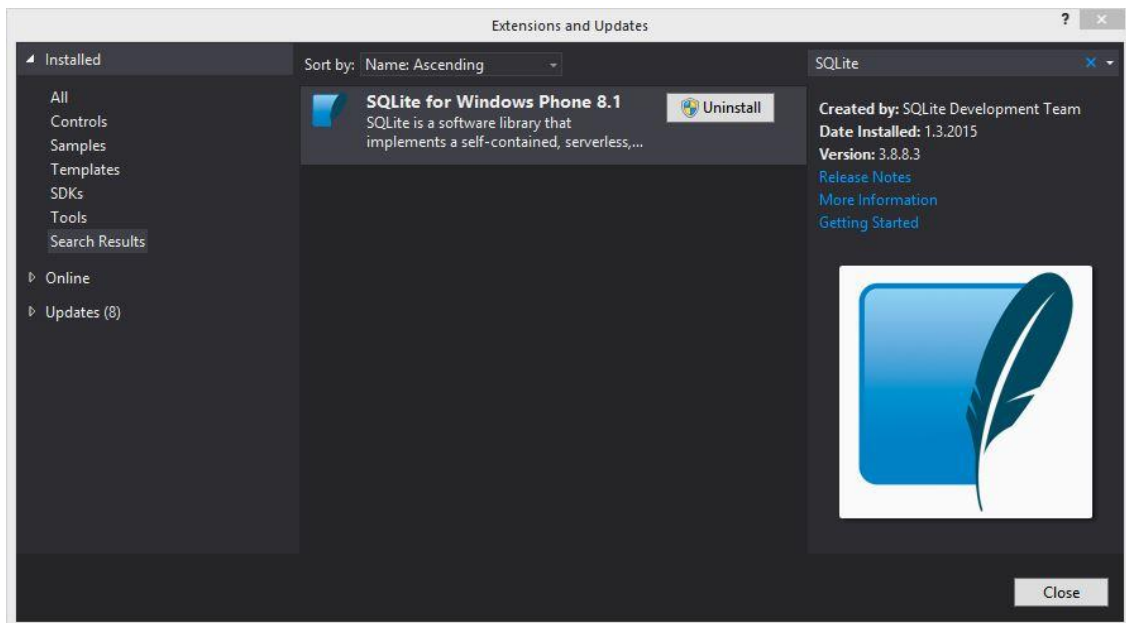 Extensions and Updates
?
Installed
All
Controls
Samples
Templates
SDKs
Tools
Search Results
Online
Updates (8)
Sort by: Name: Ascending
SQLite for Windows Phone 8.1
SQLite is a software library that
implements a self-contained, serverless,...
Uninstall
SQLite
Created by: SQLite Development Team
Date Installed: 1.3.2015
Version: 3.8.8.3
Release Notes
More Information
Getting Started
Close